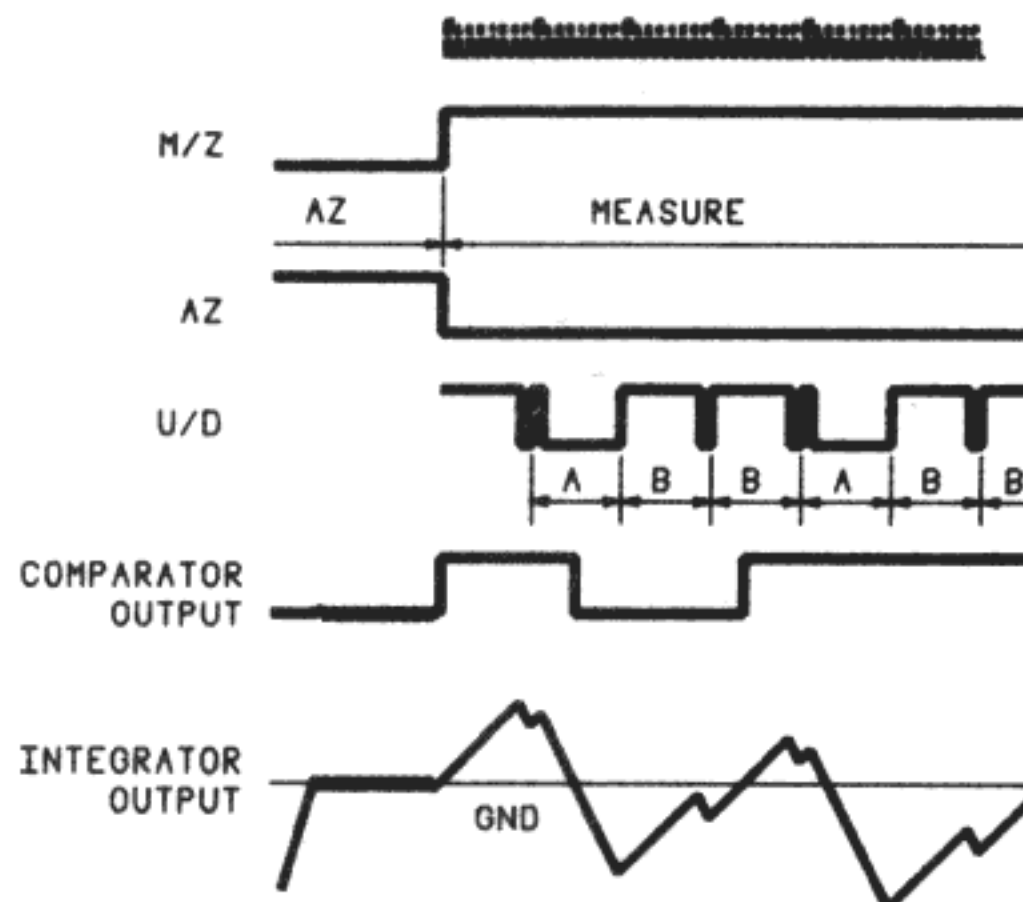 M/Z
AZ
MEASURE
AZ
U/D
A B B A B B
COMPARATOR
OUTPUT
INTEGRATOR
OUTPUT
GND